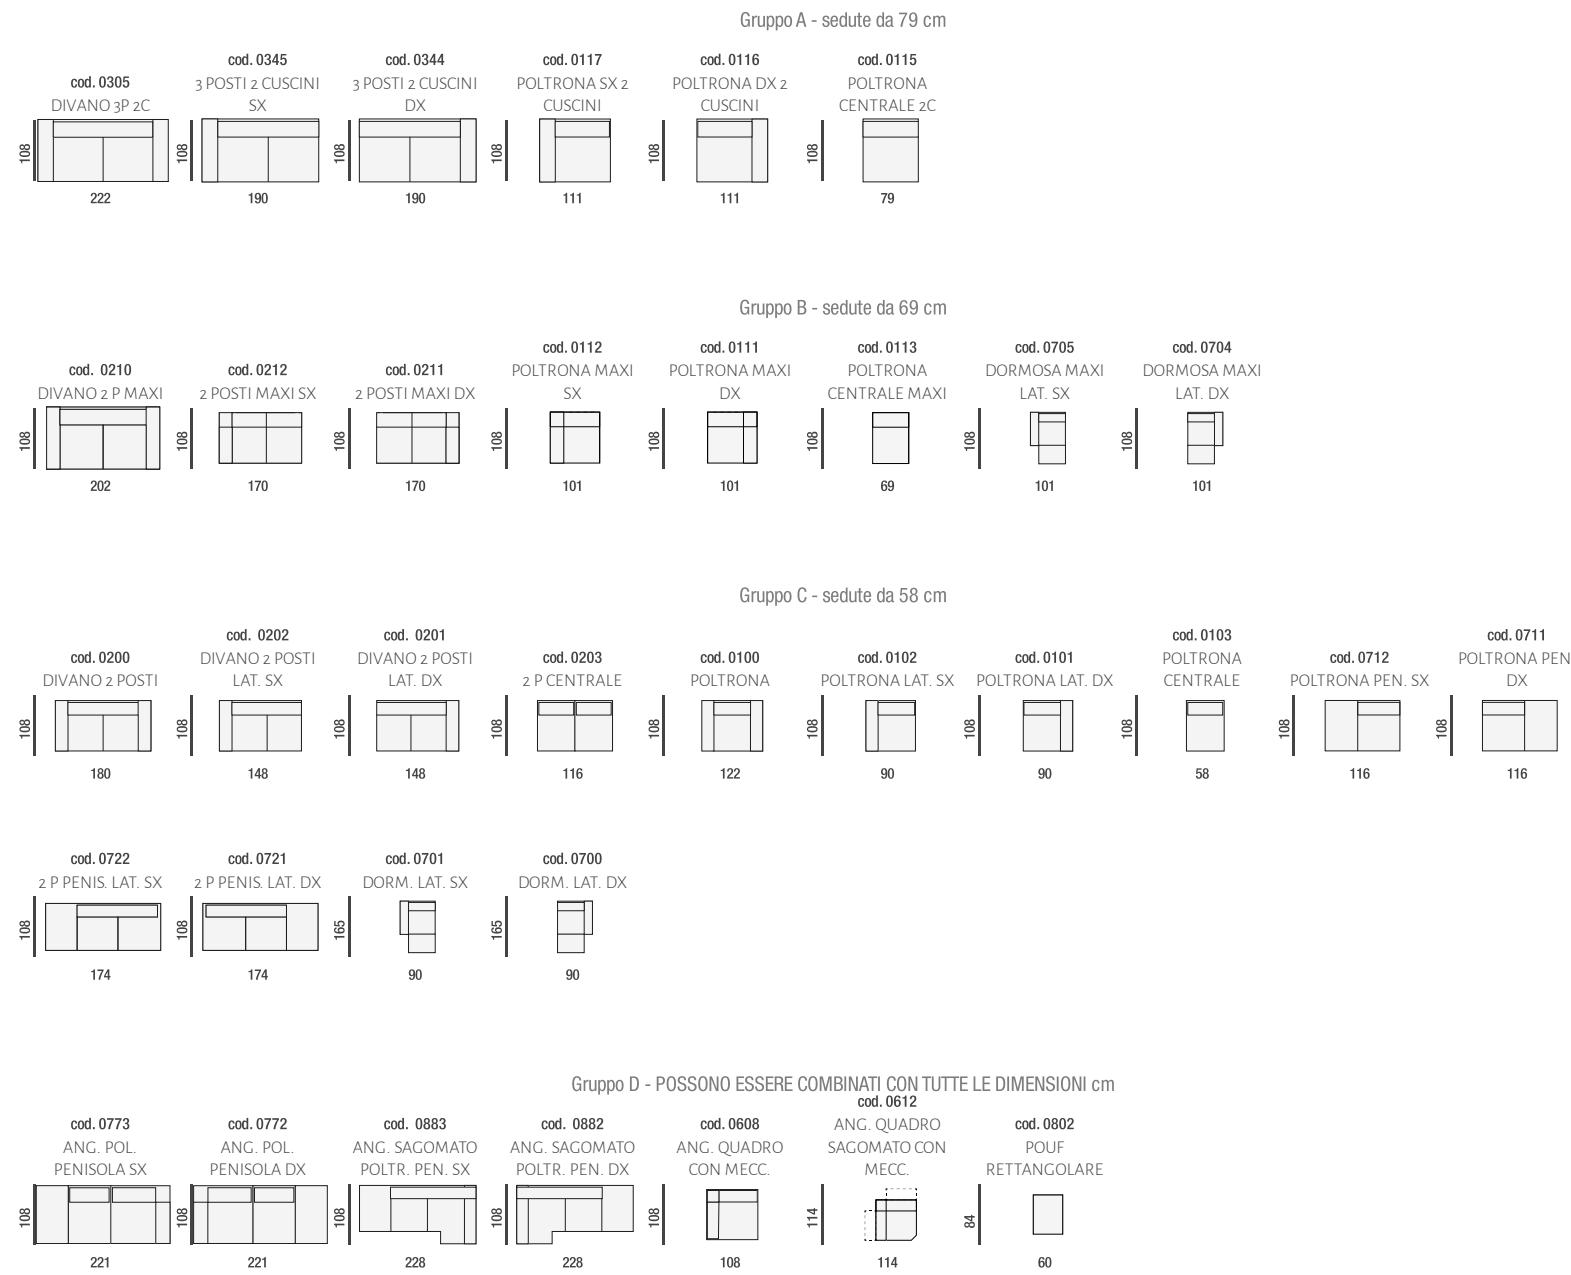 Gruppo A - sedute da 79 cm
cod. 0305
DIVANO 3P 2C
108
222
cod. 0345
3 POSTI 2 CUSCINI
SX
108
190
cod. 0344
3 POSTI 2 CUSCINI
DX
108
190
cod. 0117
POLTRONA SX 2
CUSCINI
108
111
cod. 0116
POLTRONA DX 2
CUSCINI
108
111
cod. 0115
POLTRONA
CENTRALE 2C
108
79
Gruppo B - sedute da 69 cm
cod. 0210
DIVANO 2 P MAXI
108
202
cod. 0212
2 POSTI MAXI SX
108
170
cod. 0211
2 POSTI MAXI DX
108
170
cod. 0112
POLTRONA MAXI
SX
108
101
cod. 0111
POLTRONA MAXI
DX
108
101
cod. 0113
POLTRONA
CENTRALE MAXI
108
69
cod. 0705
DORMOSA MAXI
LAT. SX
108
101
cod. 0704
DORMOSA MAXI
LAT. DX
108
101
Gruppo C - sedute da 58 cm
cod. 0200
DIVANO 2 POSTI
108
180
cod. 0202
DIVANO 2 POSTI
LAT. SX
108
148
cod. 0201
DIVANO 2 POSTI
LAT. DX
108
148
cod. 0203
2 P CENTRALE
108
116
cod. 0100
POLTRONA
108
122
cod. 0102
POLTRONA LAT. SX
108
90
cod. 0101
POLTRONA LAT. DX
108
90
cod. 0103
POLTRONA
CENTRALE
108
58
cod. 0712
POLTRONA PEN. SX
108
116
cod. 0711
POLTRONA PEN
DX
108
116
cod. 0722
2 P PENIS. LAT. SX
108
174
cod. 0721
2 P PENIS. LAT. DX
108
174
cod. 0701
DORM. LAT. SX
165
90
cod. 0700
DORM. LAT. DX
165
90
Gruppo D - POSSONO ESSERE COMBINATI CON TUTTE LE DIMENSIONI cm
cod. 0773
ANG. POL.
PENISOLA SX
108
221
cod. 0772
ANG. POL.
PENISOLA DX
108
221
cod. 0883
ANG. SAGOMATO
POLTR. PEN. SX
108
228
cod. 0882
ANG. SAGOMATO
POLTR. PEN. DX
108
228
cod. 0608
ANG. QUADRO
CON MECC.
108
108
cod. 0612
ANG. QUADRO
SAGOMATO CON
MECC.
114
114
cod. 0802
POUF
RETTANGOLARE
84
60